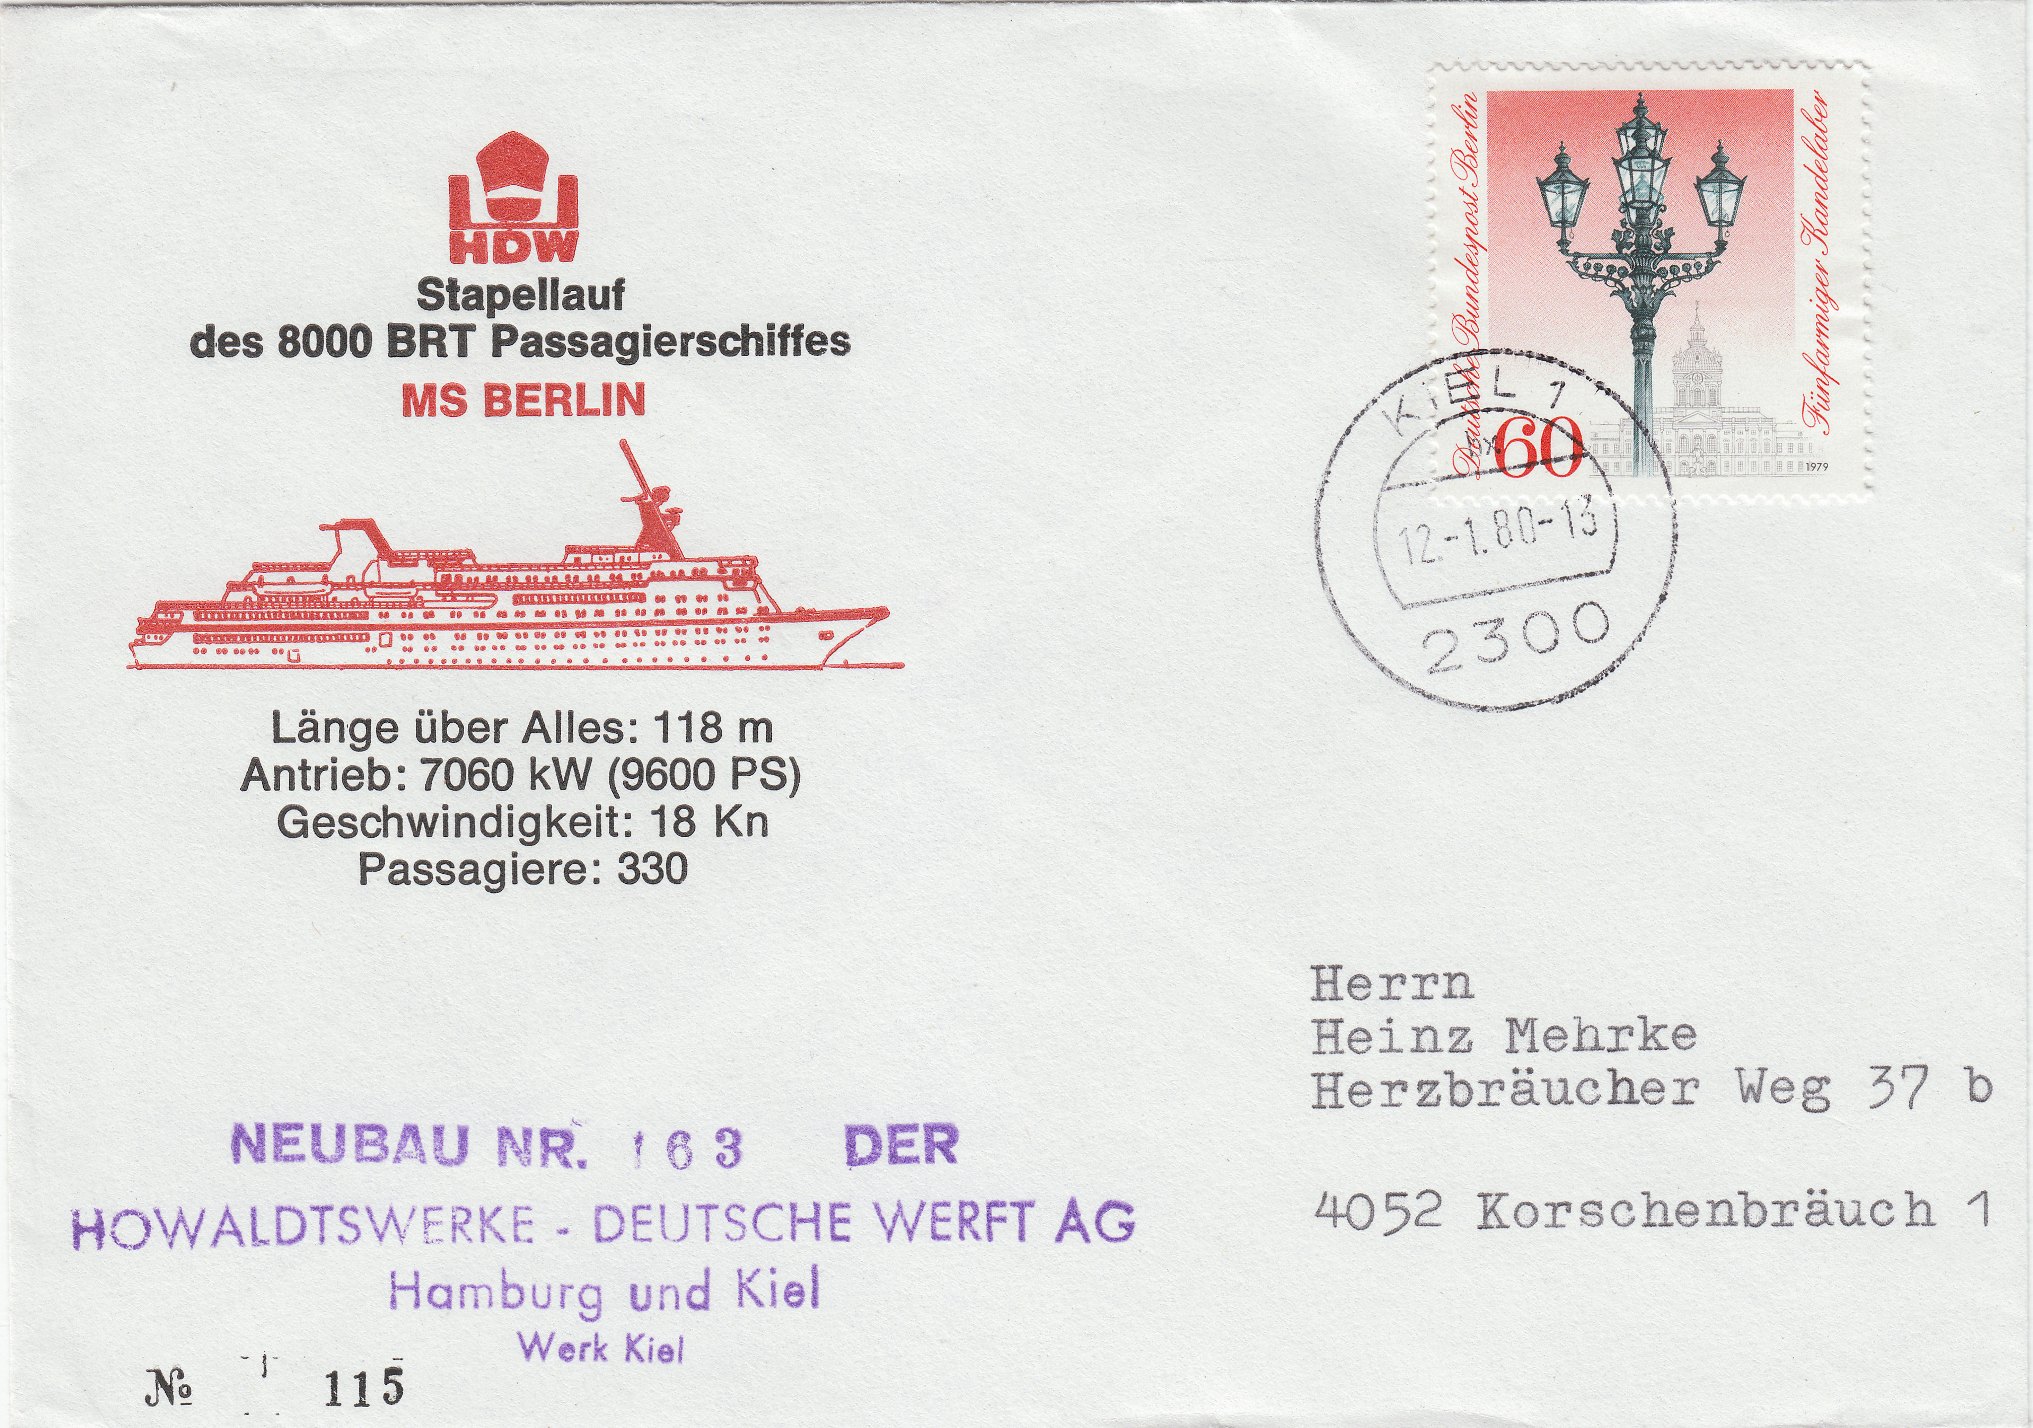 HDW
Stapellauf
des 8000 BRT Passagierschiffes
MS BERLIN
Länge über Alles: 118 m
Antrieb: 7060 kW (9600 PS)
Geschwindigkeit: 18 Kn
Passagiere: 330
Deutsche Bundespost Berlin
Fünfarmiger Kandelaber
60
1979
KIEL 1
12.-1.80-13
2300
Herrn
Heinz Mehrke
Herzbräucher Weg 37 b
4052 Korschenbräuch 1
NEUBAU NR. 163 DER
HOWALDTSWERKE - DEUTSCHE WERFT AG
Hamburg und Kiel
Werk Kiel
№ 115